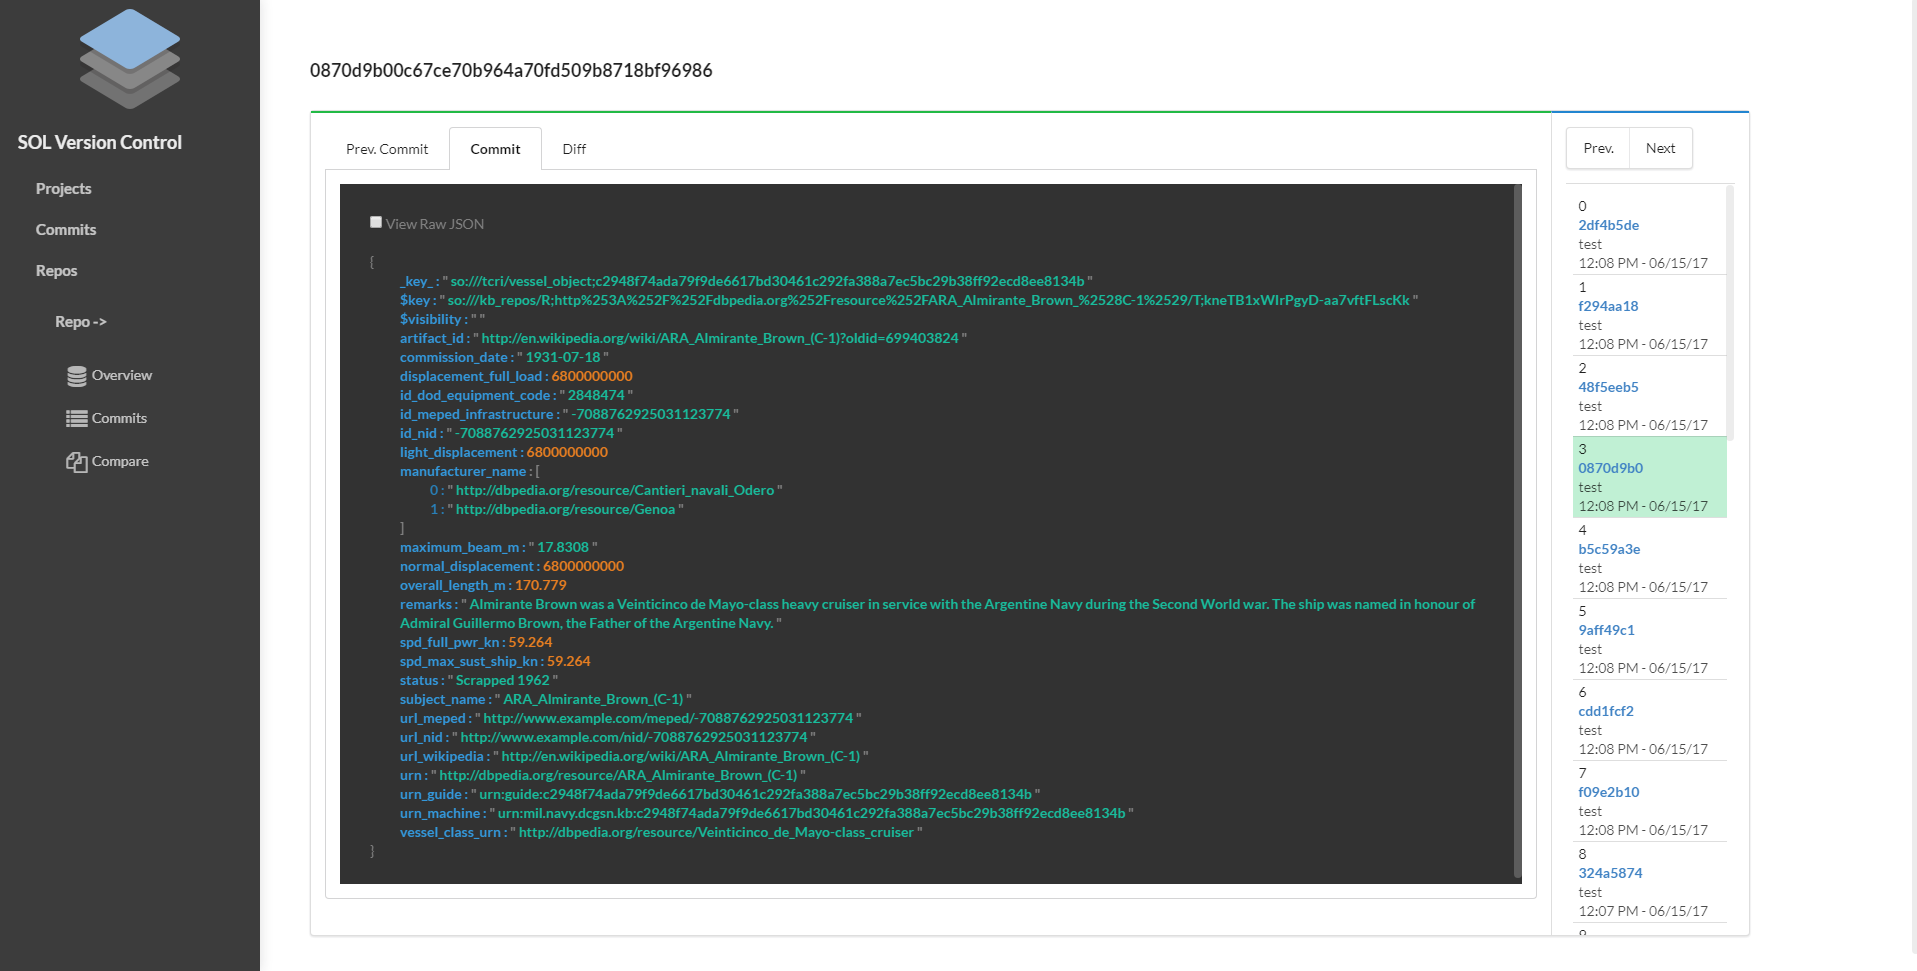 SOL Version Control
Projects
Commits
Repos
Repo ->
Overview
Commits
Compare
0870d9b00c67ce70b964a70fd509b8718bf96986
Prev. Commit
Commit
Diff
View Raw JSON
{
_key_ : " so:///tcri/vessel_object;c2948f74ada79f9de6617bd30461c292fa388a7ec5bc29b38ff92ecd8ee8134b "
$key : " so:///kb_repos/R;http%253A%252F%252Fdbpedia.org%252Fresource%252FARA_Almirante_Brown_%2528C-1%2529/T;kneTB1xWIrPgyD-aa7vftFLscKk "
$visibility : " "
artifact_id : " http://en.wikipedia.org/wiki/ARA_Almirante_Brown_(C-1)?oldid=699403824 "
commission_date : " 1931-07-18 "
displacement_full_load : 6800000000
id_dod_equipment_code : " 2848474 "
id_meped_infrastructure : " -7088762925031123774 "
id_nid : " -7088762925031123774 "
light_displacement : 6800000000
manufacturer_name : [
0 : " http://dbpedia.org/resource/Cantieri_navali_Odero "
1 : " http://dbpedia.org/resource/Genoa "
]
maximum_beam_m : " 17.8308 "
normal_displacement : 6800000000
overall_length_m : 170.779
remarks : " Almirante Brown was a Veinticinco de Mayo-class heavy cruiser in service with the Argentine Navy during the Second World war. The ship was named in honour of
Admiral Guillermo Brown, the Father of the Argentine Navy. "
spd_full_pwr_kn : 59.264
spd_max_sust_ship_kn : 59.264
status : " Scrapped 1962 "
subject_name : " ARA_Almirante_Brown_(C-1) "
url_meped : " http://www.example.com/meped/-7088762925031123774 "
url_nid : " http://www.example.com/nid/-7088762925031123774 "
url_wikipedia : " http://en.wikipedia.org/wiki/ARA_Almirante_Brown_(C-1) "
urn : " http://dbpedia.org/resource/ARA_Almirante_Brown_(C-1) "
urn_guide : " urn:guide:c2948f74ada79f9de6617bd30461c292fa388a7ec5bc29b38ff92ecd8ee8134b "
urn_machine : " urn:mil.navy.dcgsn.kb:c2948f74ada79f9de6617bd30461c292fa388a7ec5bc29b38ff92ecd8ee8134b "
vessel_class_urn : " http://dbpedia.org/resource/Veinticinco_de_Mayo-class_cruiser "
}
Prev.
Next
0
2df4b5de
test
12:08 PM - 06/15/17
1
f294aa18
test
12:08 PM - 06/15/17
2
48f5eeb5
test
12:08 PM - 06/15/17
3
0870d9b0
test
12:08 PM - 06/15/17
4
b5c59a3e
test
12:08 PM - 06/15/17
5
9aff49c1
test
12:08 PM - 06/15/17
6
cdd1fcf2
test
12:08 PM - 06/15/17
7
f09e2b10
test
12:08 PM - 06/15/17
8
324a5874
test
12:07 PM - 06/15/17